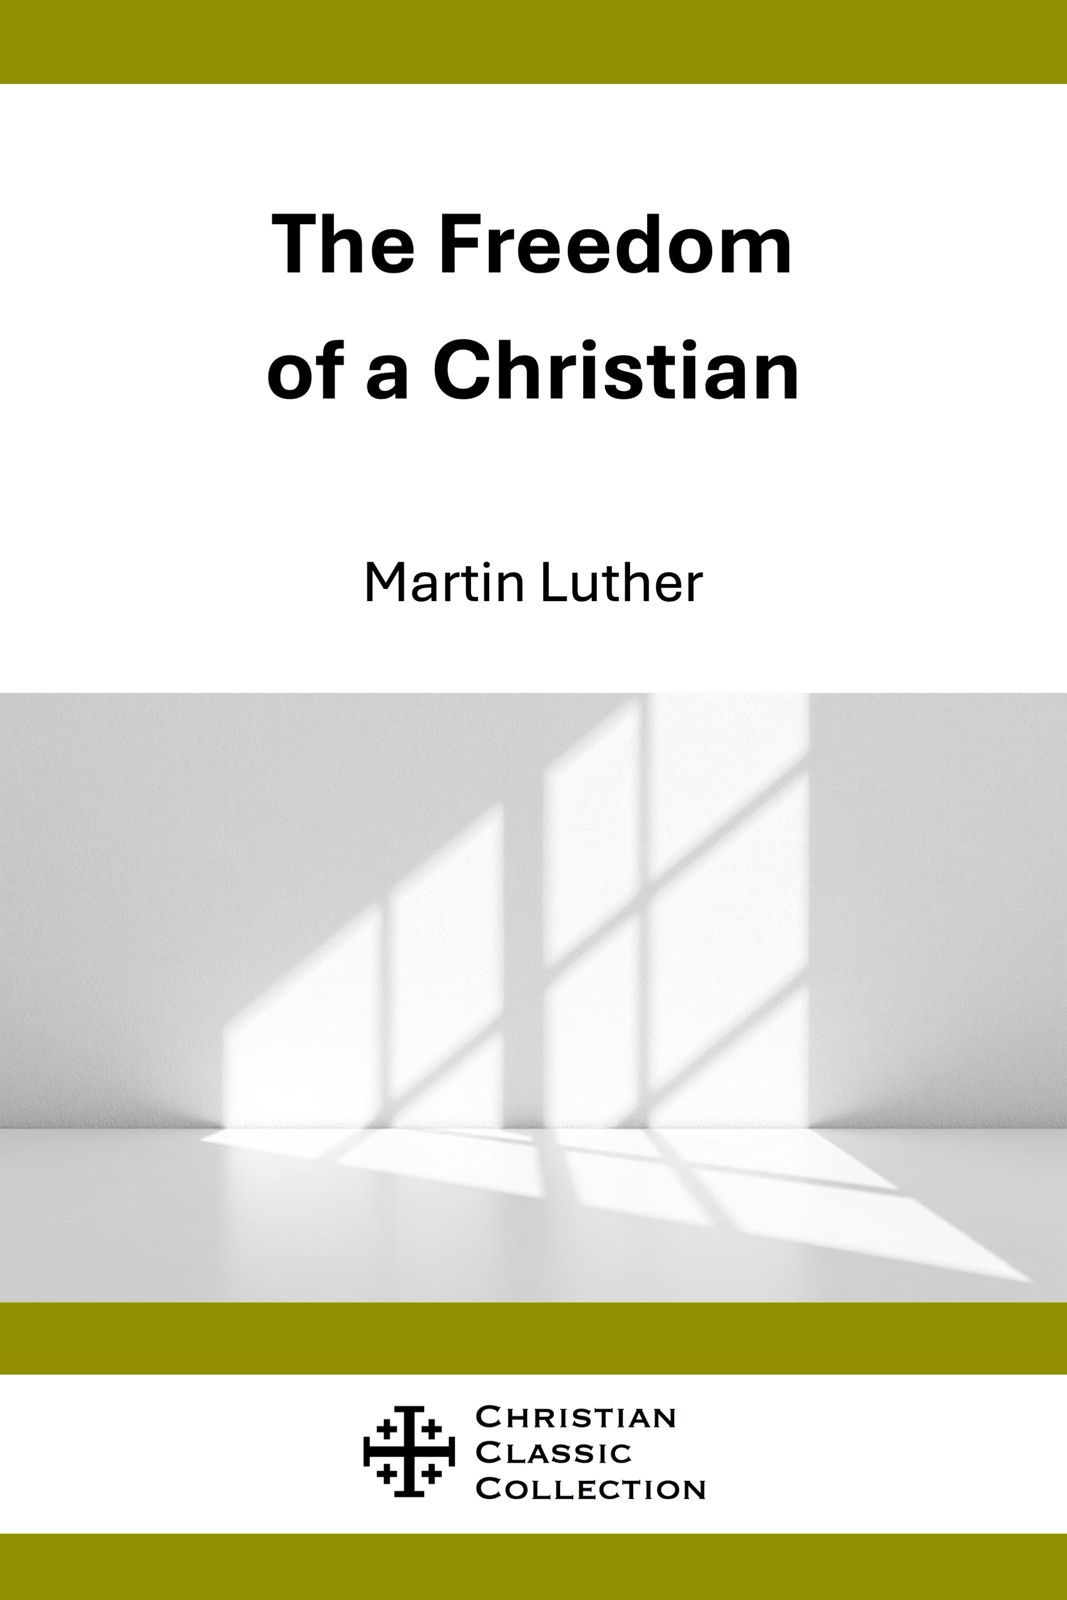 The Freedom
of a Christian
Martin Luther
CHRISTIAN
CLASSIC
COLLECTION